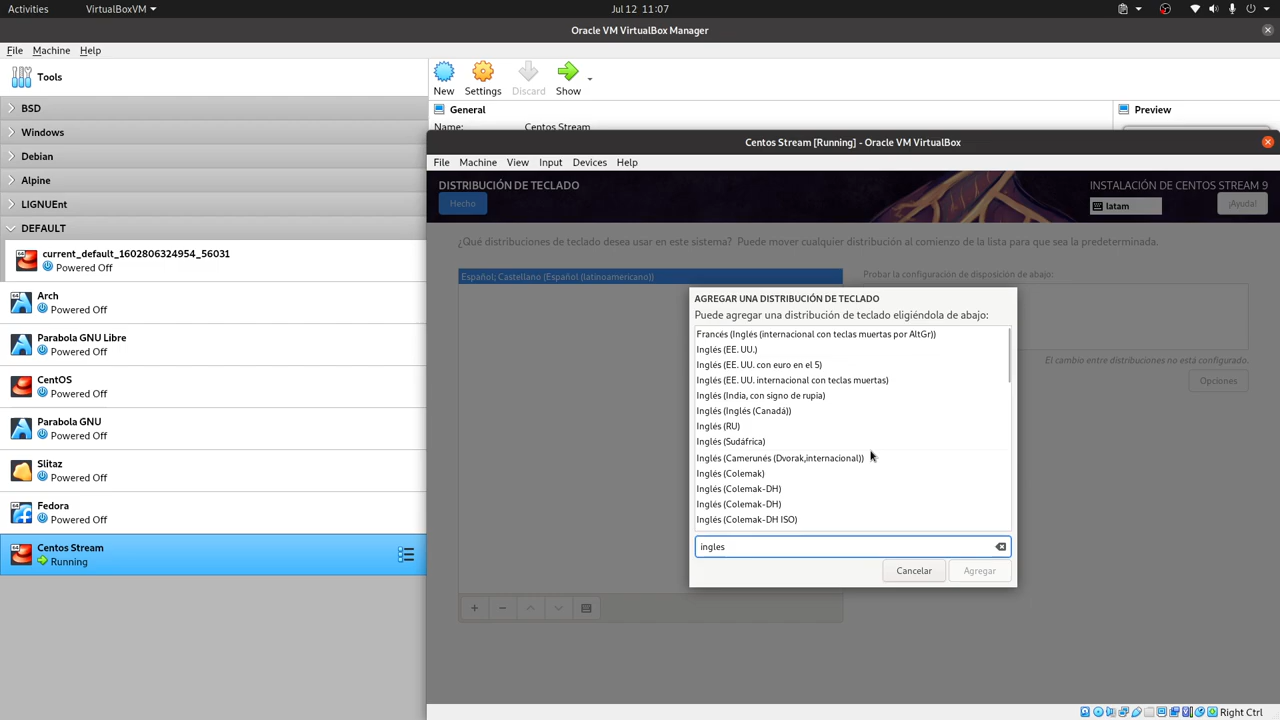 Activities
VirtualBoxVM
Jul 12 11:07
Oracle VM VirtualBox Manager
File Machine Help
Tools
New Settings Discard Show
BSD
Windows
Debian
Alpine
LIGNUEnt
DEFAULT
current_default_1602806324954_56031
Powered Off
Arch
Powered Off
Parabola GNU Libre
Powered Off
CentOS
Powered Off
Parabola GNU
Powered Off
Slitaz
Powered Off
Fedora
Powered Off
Centos Stream
Running
General
Preview
Name: Centos Stream
Centos Stream [Running] - Oracle VM VirtualBox
File Machine View Input Devices Help
DISTRIBUCIÓN DE TECLADO
INSTALACIÓN DE CENTOS STREAM 9
Hecho
latam
¡Ayuda!
¿Qué distribuciones de teclado desea usar en este sistema? Puede mover cualquier distribución al comienzo de la lista para que sea la predeterminada.
Español; Castellano (Español (latinoamericano))
Probar la configuración de disposición de abajo:
El cambio entre distribuciones no está configurado.
Opciones
AGREGAR UNA DISTRIBUCIÓN DE TECLADO
Puede agregar una distribución de teclado eligiéndola de abajo:
Francés (Inglés (internacional con teclas muertas por AltGr))
Inglés (EE. UU.)
Inglés (EE. UU. con euro en el 5)
Inglés (EE. UU. internacional con teclas muertas)
Inglés (India, con signo de rupia)
Inglés (Inglés (Canadá))
Inglés (RU)
Inglés (Sudáfrica)
Inglés (Camerunés (Dvorak,internacional))
Inglés (Colemak)
Inglés (Colemak-DH)
Inglés (Colemak-DH)
Inglés (Colemak-DH ISO)
ingles
Cancelar
Agregar
Right Ctrl